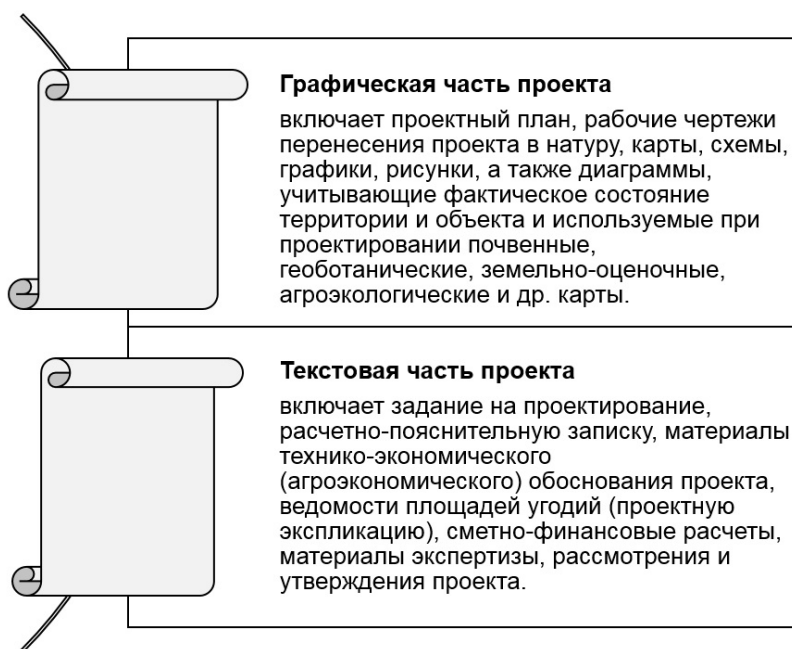 Графическая часть проекта
включает проектный план, рабочие чертежи
перенесения проекта в натуру, карты, схемы,
графики, рисунки, а также диаграммы,
учитывающие фактическое состояние
территории и объекта и используемые при
проектировании почвенные,
геоботанические, земельно-оценочные,
агроэкологические и др. карты.
Текстовая часть проекта
включает задание на проектирование,
расчетно-пояснительную записку, материалы
технико-экономического
(агроэкономического) обоснования проекта,
ведомости площадей угодий (проектную
экспликацию), сметно-финансовые расчеты,
материалы экспертизы, рассмотрения и
утверждения проекта.